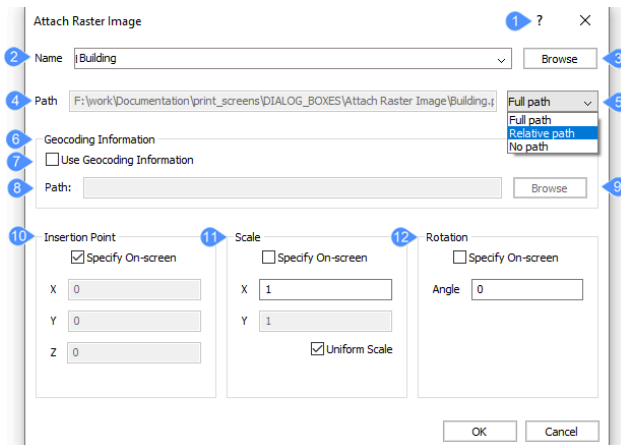 Attach Raster Image
1
?
2
Name
Building
Browse
3
4
Path
F:\work\Documentation\print_screens\DIALOG_BOXES\Attach Raster Image\Building.p
Full path
5
Full path
Relative path
No path
6
Geocoding Information
7
Use Geocoding Information
8
Path:
Browse
9
10
Insertion Point
Specify On-screen
X 0
Y 0
Z 0
11
Scale
Specify On-screen
X 1
Y 1
Uniform Scale
12
Rotation
Specify On-screen
Angle 0
OK
Cancel